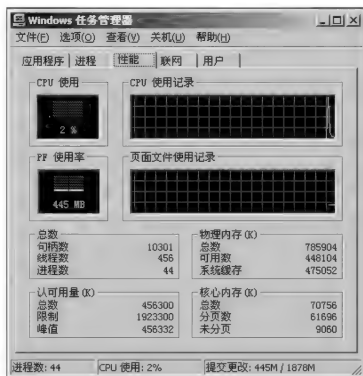 Windows 任务管理器
文件(F) 选项(O) 查看(V) 关机(U) 帮助(H)
应用程序 进程 性能 联网 用户
CPU 使用 CPU 使用记录
2 %
PF 使用率 页面文件使用记录
445 MB
总数 物理内存(K)
句柄数 10301 总数 785904
线程数 456 可用数 448104
进程数 44 系统缓存 475052
认可用量(K) 核心内存(K)
总数 456300 总数 70756
限制 1923300 分页数 61696
峰值 456332 未分页 9060
进程数: 44 CPU 使用: 2% 提交更改: 445M / 1878M